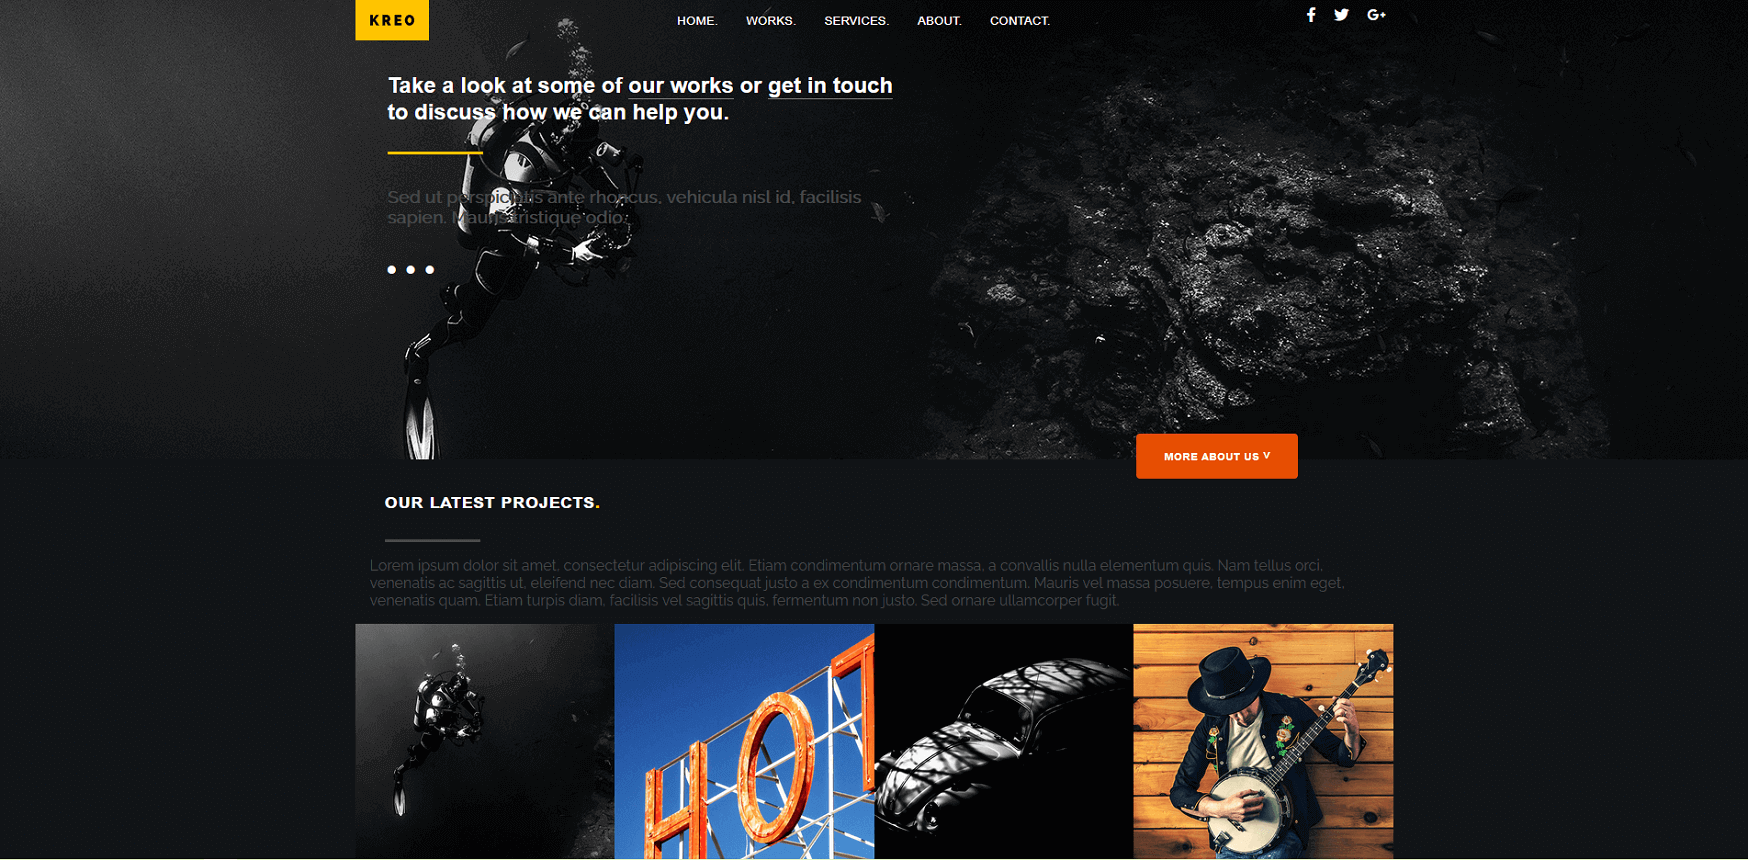 KREO
HOME. WORKS. SERVICES. ABOUT. CONTACT.
Take a look at some of our works or get in touch
to discuss how we can help you.
Sed ut perspiciatis ante rhoncus, vehicula nisl id, facilisis
sapien. Mauris tristique odio.
MORE ABOUT US V
OUR LATEST PROJECTS.
Lorem ipsum dolor sit amet, consectetur adipiscing elit. Etiam condimentum ornare massa, a convallis nulla elementum quis. Nam tellus orci,
venenatis ac sagittis ut, eleifend nec diam. Sed consequat justo a ex condimentum condimentum. Mauris vel massa posuere, tempus enim eget,
venenatis quam. Etiam turpis diam, facilisis vel sagittis quis, fermentum non justo. Sed ornare ullamcorper fugit.
HOT